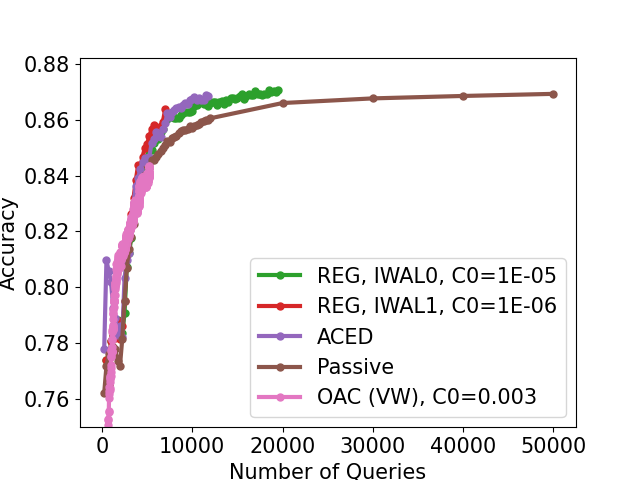 0.88
0.86
0.84
0.82
0.80
0.78
0.76
Accuracy
REG, IWAL0, C0=1E-05
REG, IWAL1, C0=1E-06
ACED
Passive
OAC (VW), C0=0.003
0 10000 20000 30000 40000 50000
Number of Queries